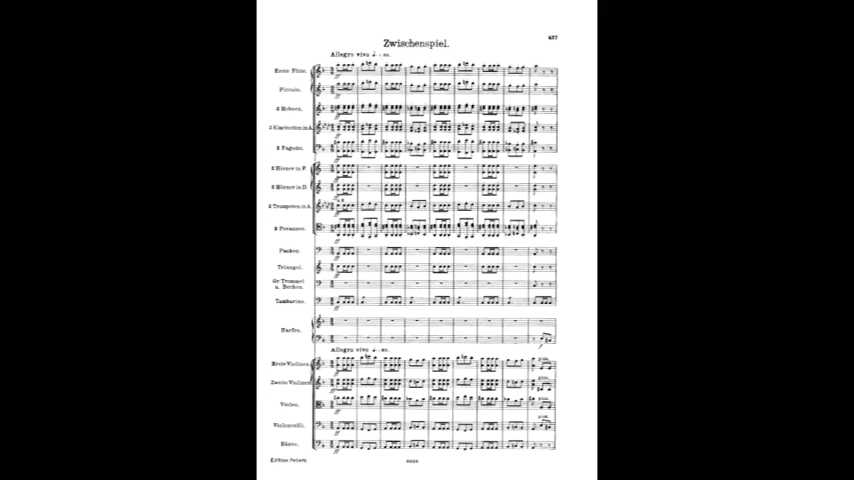 437
Zwischenspiel.
Allegro vivo
Erste Flöte.
Piccolo.
2 Hoboen.
2 Klarinetten in A.
2 Fagotte.
2 Hörner in F.
2 Hörner in D.
2 Trompeten in A.
3 Posaunen.
Pauken.
Triangel.
Gr. Trommel
u. Becken.
Tamburin.
Harfen.
Allegro vivo
Erste Violinen.
Zweite Violinen.
Violen.
Violoncelli.
Bässe.
Edition Peters.